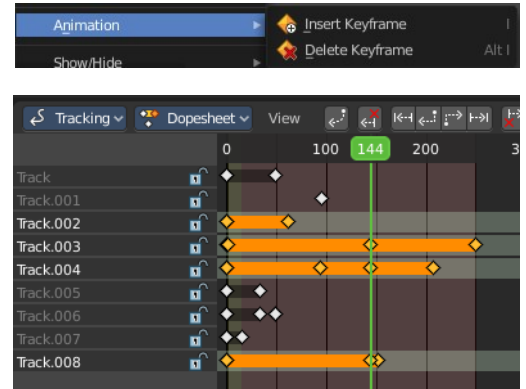 Animation Insert Keyframe I
Delete Keyframe Alt I
Show/Hide
Tracking Dopesheet View
0 100 144 200 3
Track
Track.001
Track.002
Track.003
Track.004
Track.005
Track.006
Track.007
Track.008